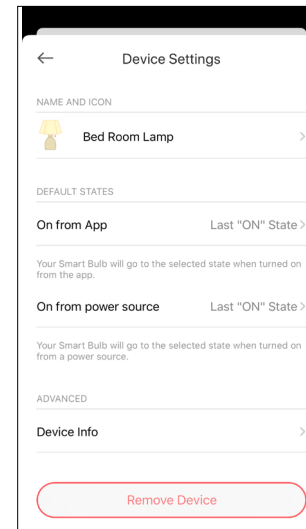 Device Settings
NAME AND ICON
Bed Room Lamp
DEFAULT STATES
On from App Last "ON" State
Your Smart Bulb will go to the selected state when turned on
from the app.
On from power source Last "ON" State
Your Smart Bulb will go to the selected state when turned on
from a power source.
ADVANCED
Device Info
Remove Device